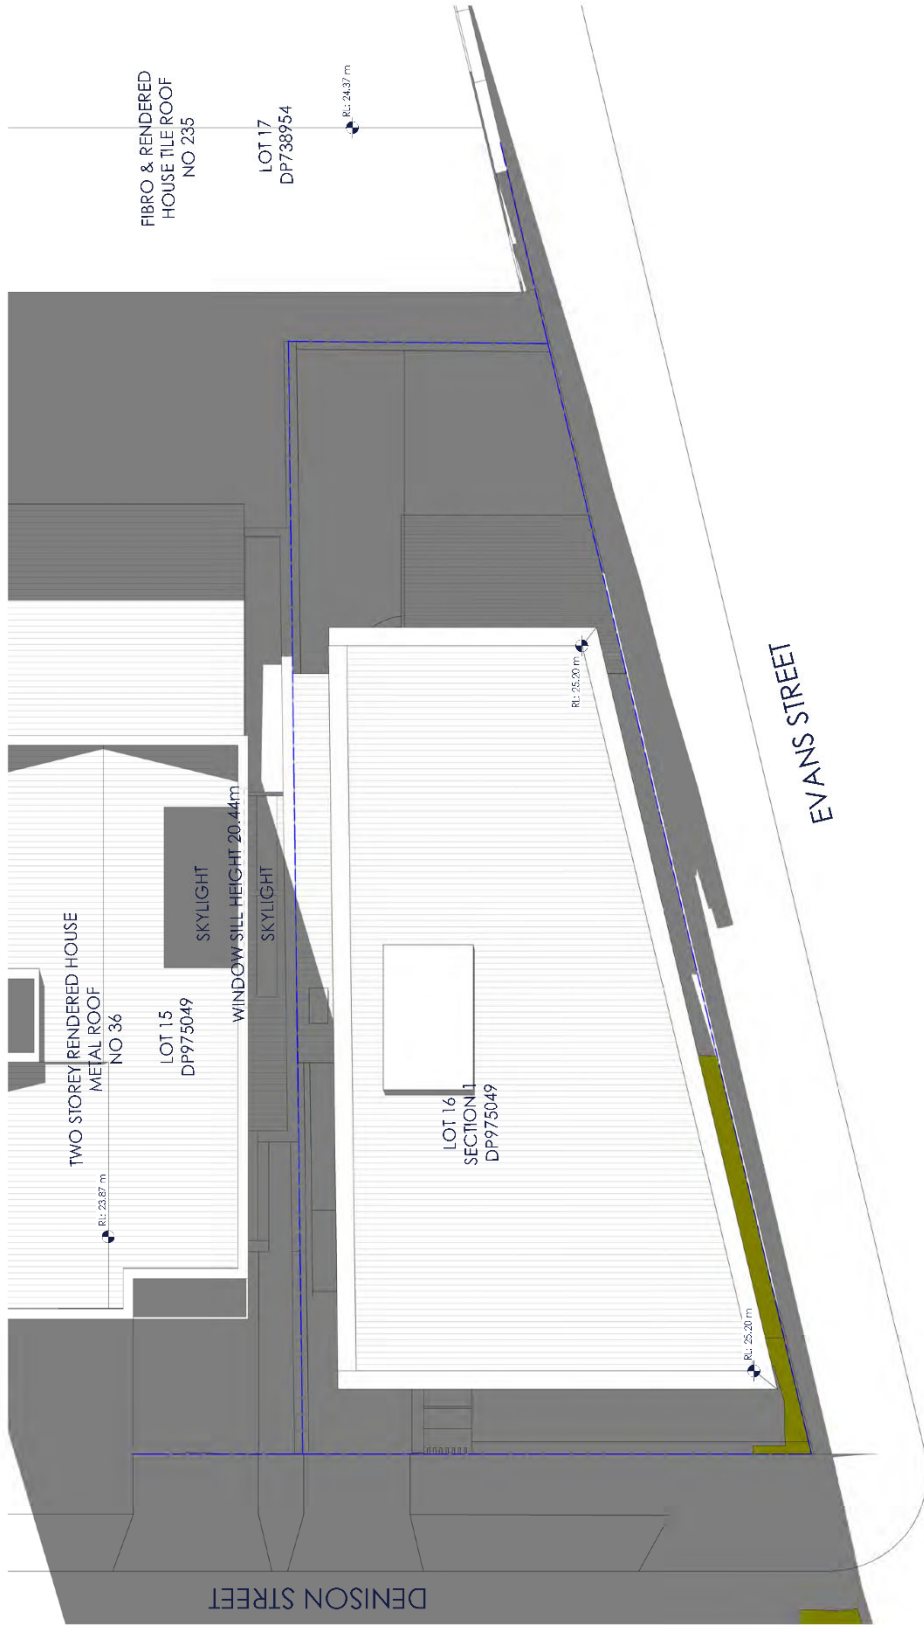 FIBRO & RENDERED
HOUSE TILE ROOF
NO 235
LOT 17
DP738954
RL: 24.37 m
TWO STOREY RENDERED HOUSE
METAL ROOF
NO 36
RL: 23.87 m
LOT 15
DP975049
SKYLIGHT
WINDOW SILL HEIGHT 20.44m
SKYLIGHT
LOT 16
SECTION 1
DP975049
RL: 25.20 m
RL: 25.20 m
EVANS STREET
DENISON STREET